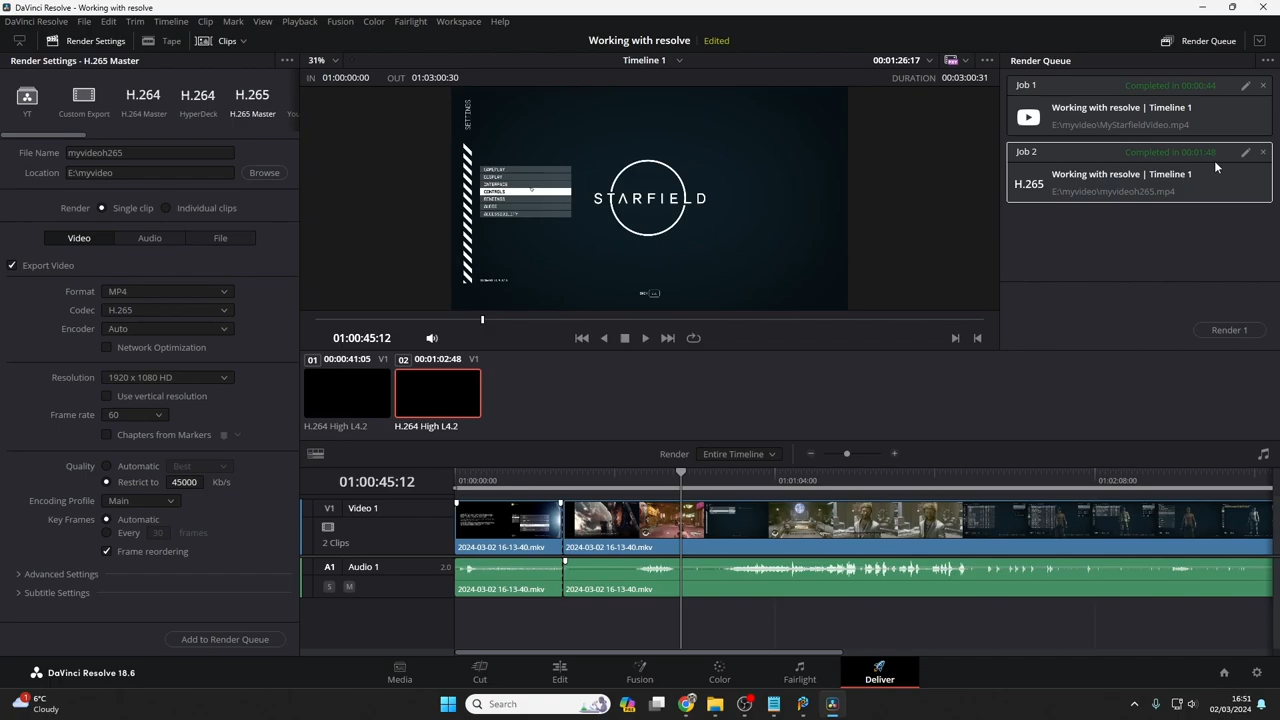 DaVinci Resolve - Working with resolve
DaVinci Resolve File Edit Trim Timeline Clip Mark View Playback Fusion Color Fairlight Workspace Help
Render Settings Tape Clips Working with resolve Edited Render Queue
Render Settings - H.265 Master 31% Timeline 1 00:01:26:17 Render Queue
IN 01:00:00:00 OUT 01:03:00:30 DURATION 00:03:00:31
YT
H.264
H.264
H.265
Custom Export H.264 Master HyperDeck H.265 Master You
File Name myvideoh265
Location E:\myvideo Browse
Render Single clip Individual clips
Video Audio File
Export Video
Format MP4
Codec H.265
Encoder Auto
Network Optimization
Resolution 1920 x 1080 HD
Use vertical resolution
Frame rate 60
Chapters from Markers
Quality Automatic Best
Restrict to 45000 Kb/s
Encoding Profile Main
Key Frames Automatic
Every 30 frames
Frame reordering
Advanced Settings
Subtitle Settings
Add to Render Queue
SETTINGS
GAMEPLAY
DISPLAY
INTERFACE
CONTROLS
BINDINGS
AUDIO
ACCESSIBILITY
STARFIELD
Job 1 Completed in 00:00:44
Working with resolve | Timeline 1
E:\myvideo\MyStarfieldVideo.mp4
Job 2 Completed in 00:01:48
H.265 Working with resolve | Timeline 1
E:\myvideo\myvideoh265.mp4
Render 1
01:00:45:12
01 00:00:41:05 V1 02 00:01:02:48 V1
H.264 High L4.2 H.264 High L4.2
Render Entire Timeline
01:00:45:12 01:00:00:00 01:01:04:00 01:02:08:00
V1 Video 1
2 Clips
2024-03-02 16-13-40.mkv 2024-03-02 16-13-40.mkv
A1 Audio 1 2.0
S M
2024-03-02 16-13-40.mkv 2024-03-02 16-13-40.mkv
DaVinci Resolve 18.6
Media Cut Edit Fusion Color Fairlight Deliver
1
6°C
Cloudy
Search
16:51
02/03/2024